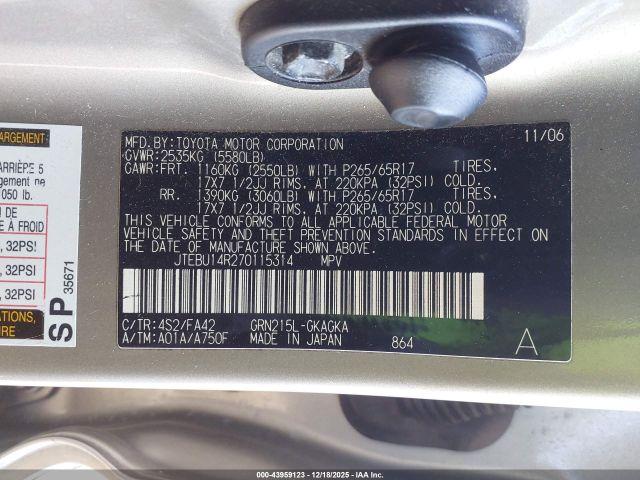 ARGEMENT
ARRIÈRE 5
gement ne
050 lb.
N DE
E À FROID
, 32PSI
, 32PSI
, 32PSI
TIONS,
URE
SP 35671
MFD.BY:TOYOTA MOTOR CORPORATION 11/06
GVWR:2535KG (5580LB)
GAWR:FRT. 1160KG (2550LB) WITH P265/65R17 TIRES,
17X7 1/2JJ RIMS, AT 220KPA (32PSI) COLD.
RR. 1390KG (3060LB) WITH P265/65R17 TIRES,
17X7 1/2JJ RIMS, AT 220KPA (32PSI) COLD.
THIS VEHICLE CONFORMS TO ALL APPLICABLE FEDERAL MOTOR
VEHICLE SAFETY AND THEFT PREVENTION STANDARDS IN EFFECT ON
THE DATE OF MANUFACTURE SHOWN ABOVE.
JTEBU14R270115314 MPV
C/TR:4S2/FA42 GRN215L-GKAGKA
A/TM:A01A/A750F MADE IN JAPAN 864 A
000-43959123 - 12/18/2025 - IAAI Inc.